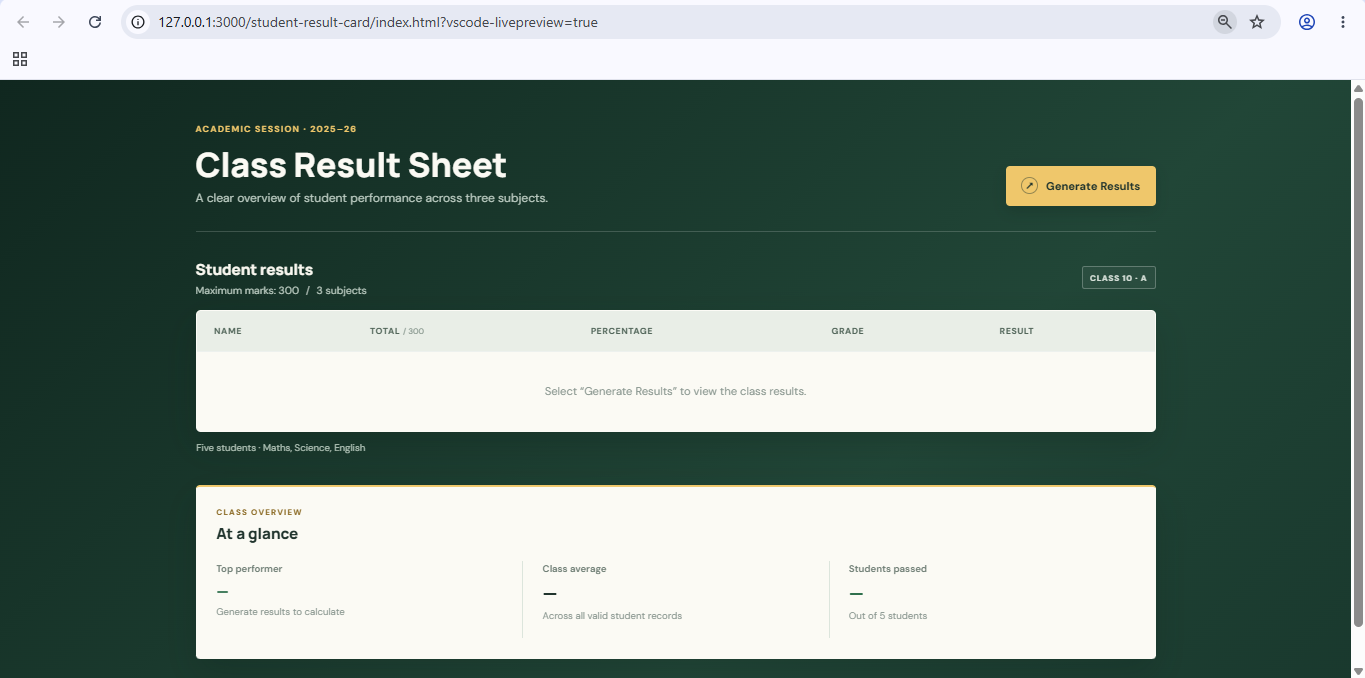 127.0.0.1:3000/student-result-card/index.html?vscode-livepreview=true
ACADEMIC SESSION · 2025–26
Class Result Sheet
A clear overview of student performance across three subjects.
↗ Generate Results
Student results
Maximum marks: 300 / 3 subjects
CLASS 10 - A
NAME TOTAL / 300 PERCENTAGE GRADE RESULT
Select “Generate Results” to view the class results.
Five students · Maths, Science, English
CLASS OVERVIEW
At a glance
Top performer Class average Students passed
— — —
Generate results to calculate Across all valid student records Out of 5 students